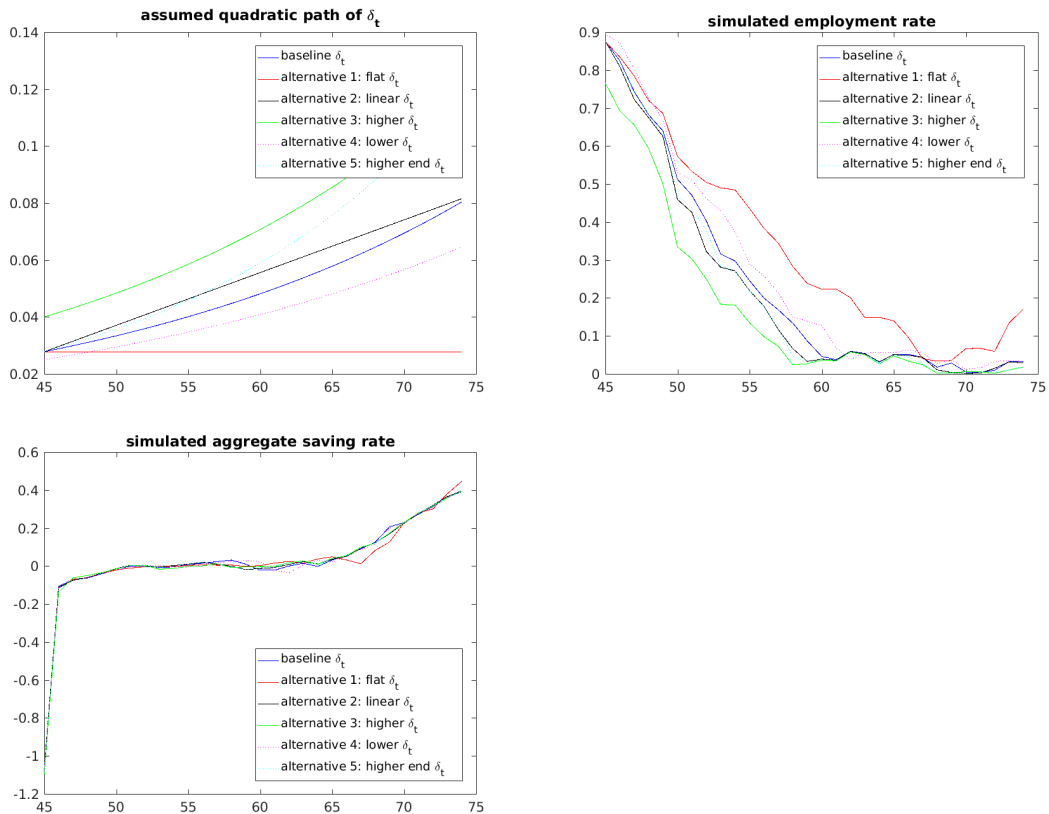 assumed quadratic path of δt
0.14
0.12
0.1
0.08
0.06
0.04
0.02
45 50 55 60 65 70 75
baseline δt
alternative 1: flat δt
alternative 2: linear δt
alternative 3: higher δt
alternative 4: lower δt
alternative 5: higher end δt
simulated employment rate
0.9
0.8
0.7
0.6
0.5
0.4
0.3
0.2
0.1
0
45 50 55 60 65 70 75
baseline δt
alternative 1: flat δt
alternative 2: linear δt
alternative 3: higher δt
alternative 4: lower δt
alternative 5: higher end δt
simulated aggregate saving rate
0.6
0.4
0.2
0
-0.2
-0.4
-0.6
-0.8
-1
-1.2
45 50 55 60 65 70 75
baseline δt
alternative 1: flat δt
alternative 2: linear δt
alternative 3: higher δt
alternative 4: lower δt
alternative 5: higher end δt